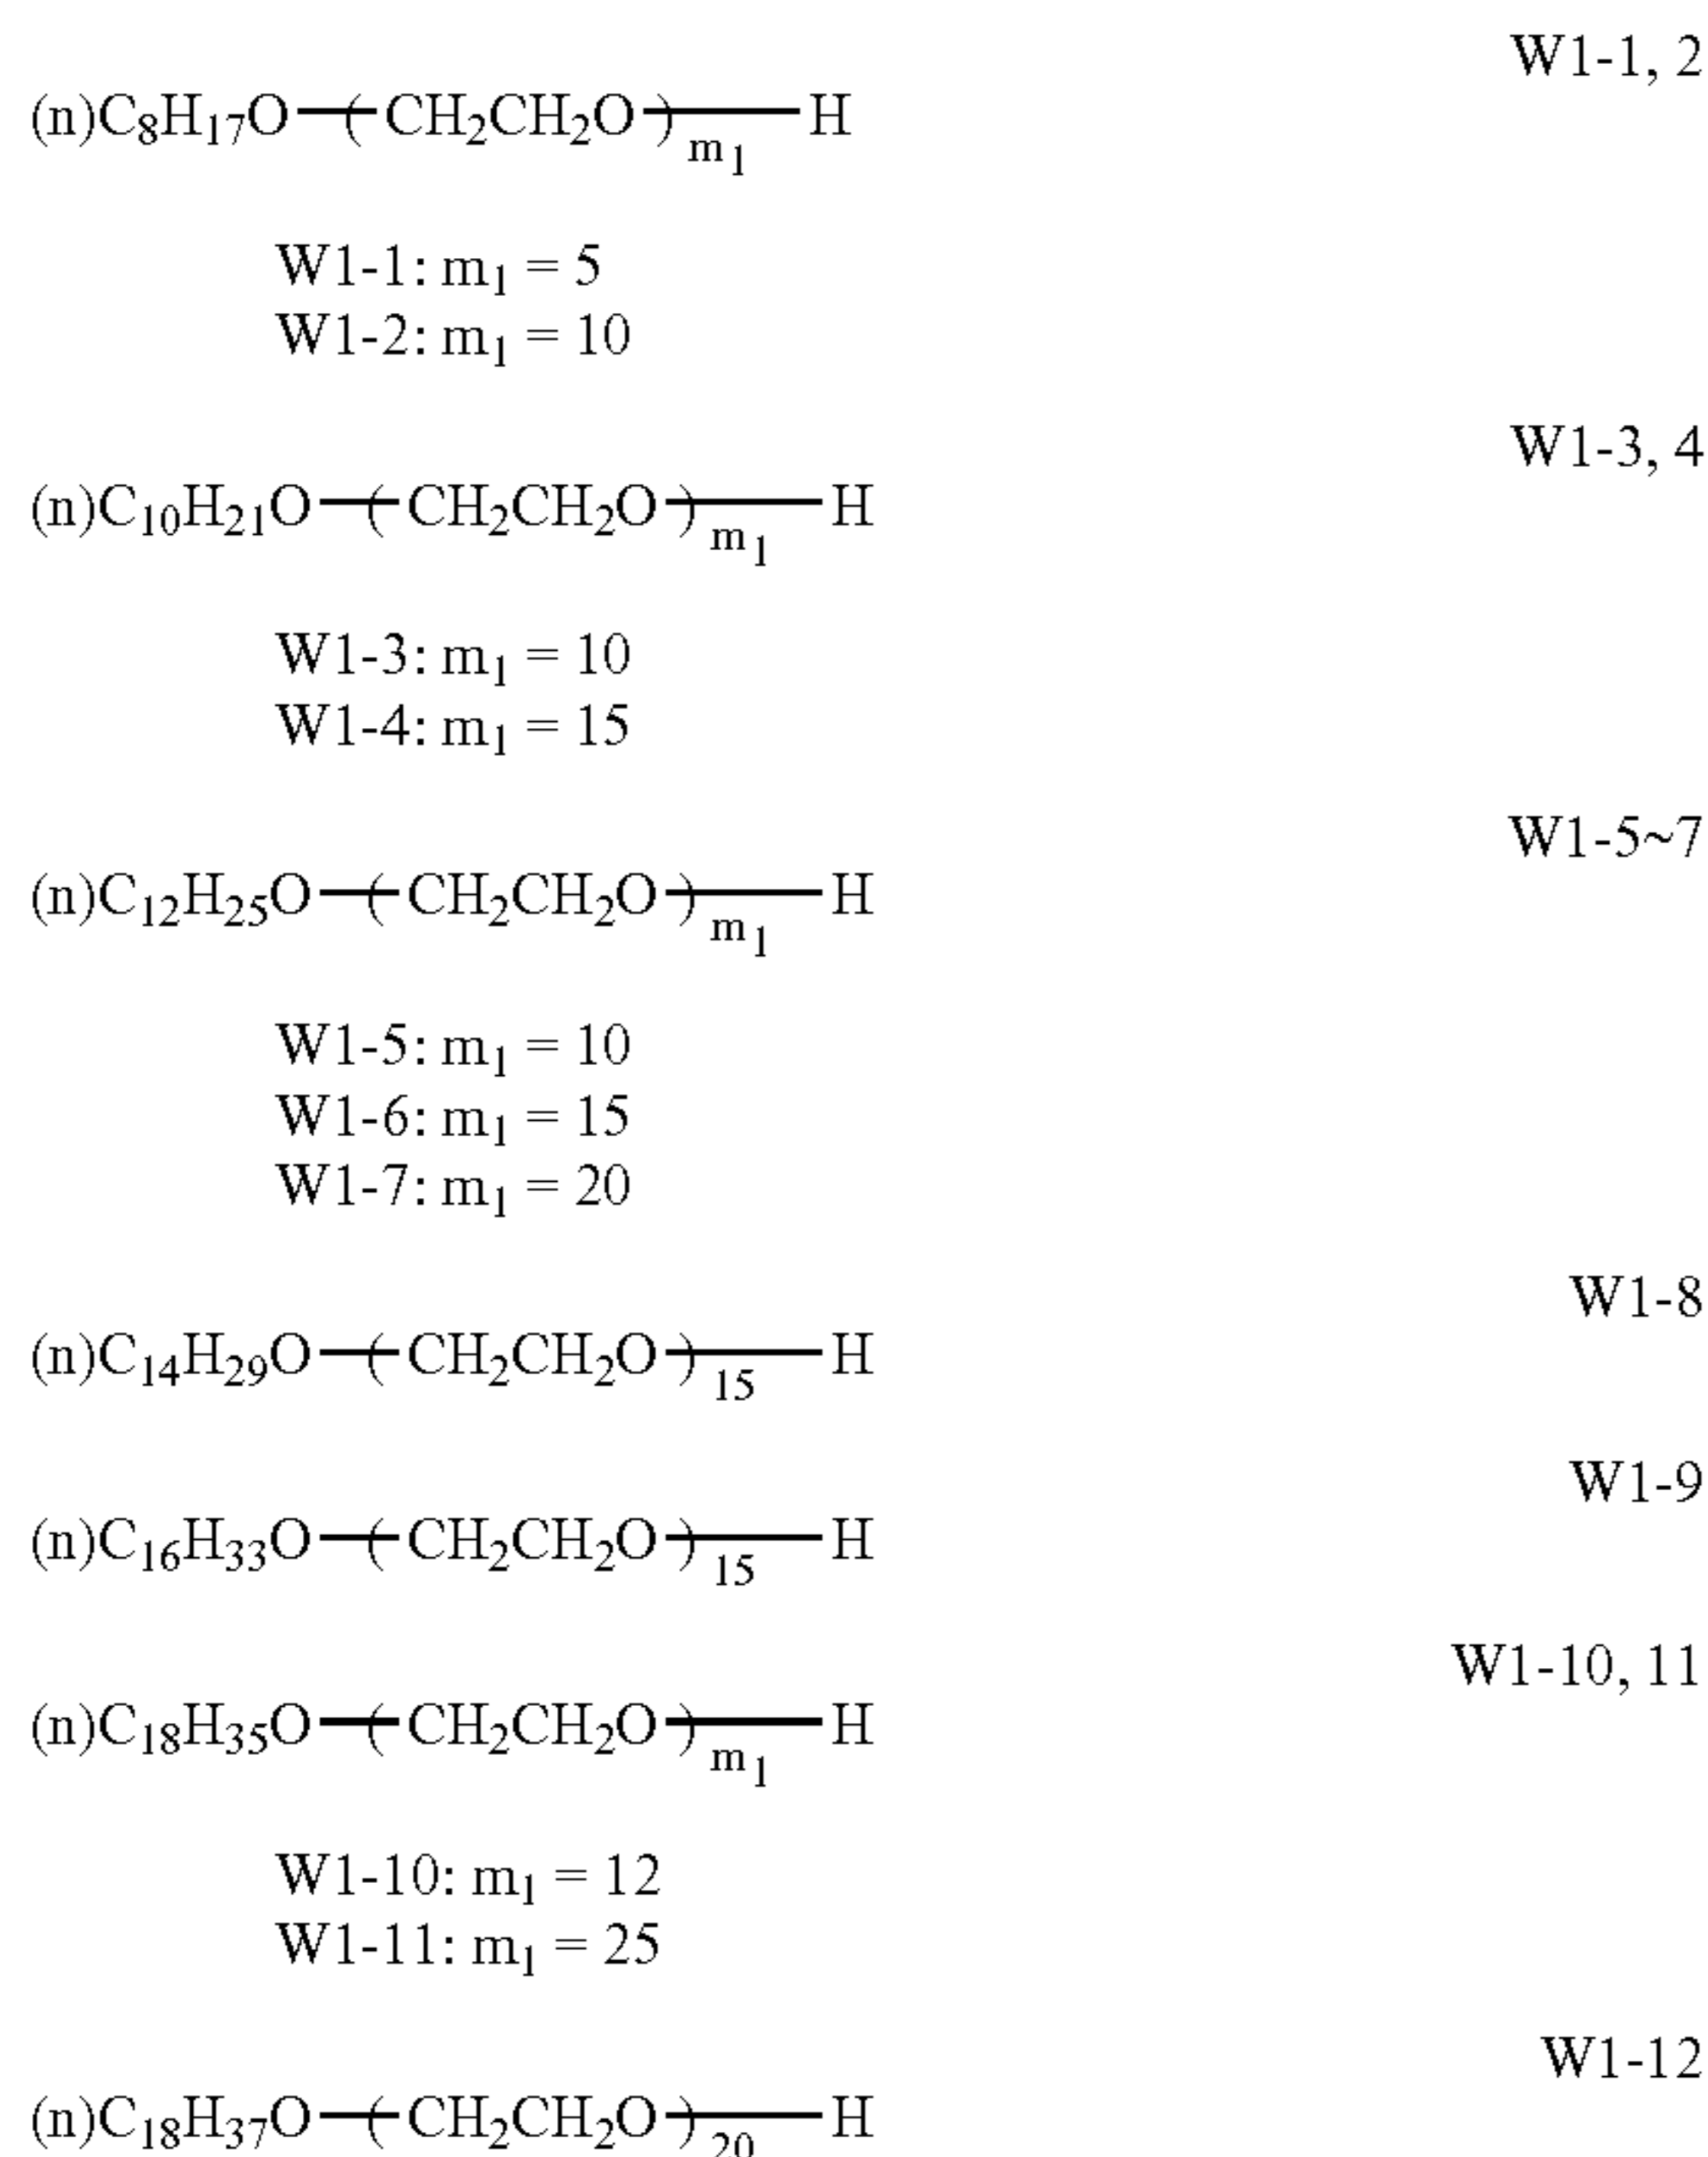 W1-1, 2
(n)C₈H₁₇O—(CH₂CH₂O)ₘ₁—H
W1-1: m₁ = 5
W1-2: m₁ = 10
W1-3, 4
(n)C₁₀H₂₁O—(CH₂CH₂O)ₘ₁—H
W1-3: m₁ = 10
W1-4: m₁ = 15
W1-5~7
(n)C₁₂H₂₅O—(CH₂CH₂O)ₘ₁—H
W1-5: m₁ = 10
W1-6: m₁ = 15
W1-7: m₁ = 20
W1-8
(n)C₁₄H₂₉O—(CH₂CH₂O)₁₅—H
W1-9
(n)C₁₆H₃₃O—(CH₂CH₂O)₁₅—H
W1-10, 11
(n)C₁₈H₃₅O—(CH₂CH₂O)ₘ₁—H
W1-10: m₁ = 12
W1-11: m₁ = 25
W1-12
(n)C₁₈H₃₇O—(CH₂CH₂O)₂₀—H